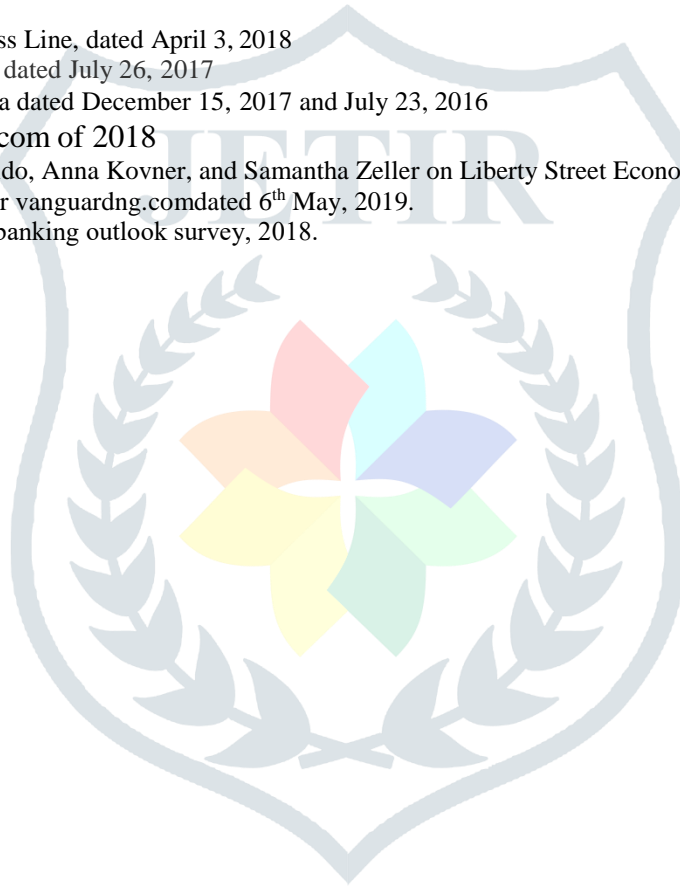 ss Line, dated April 3, 2018
dated July 26, 2017
a dated December 15, 2017 and July 23, 2016
com of 2018
do, Anna Kovner, and Samantha Zeller on Liberty Street Econo
r vanguardng.comdated 6th May, 2019.
banking outlook survey, 2018.
JETIR